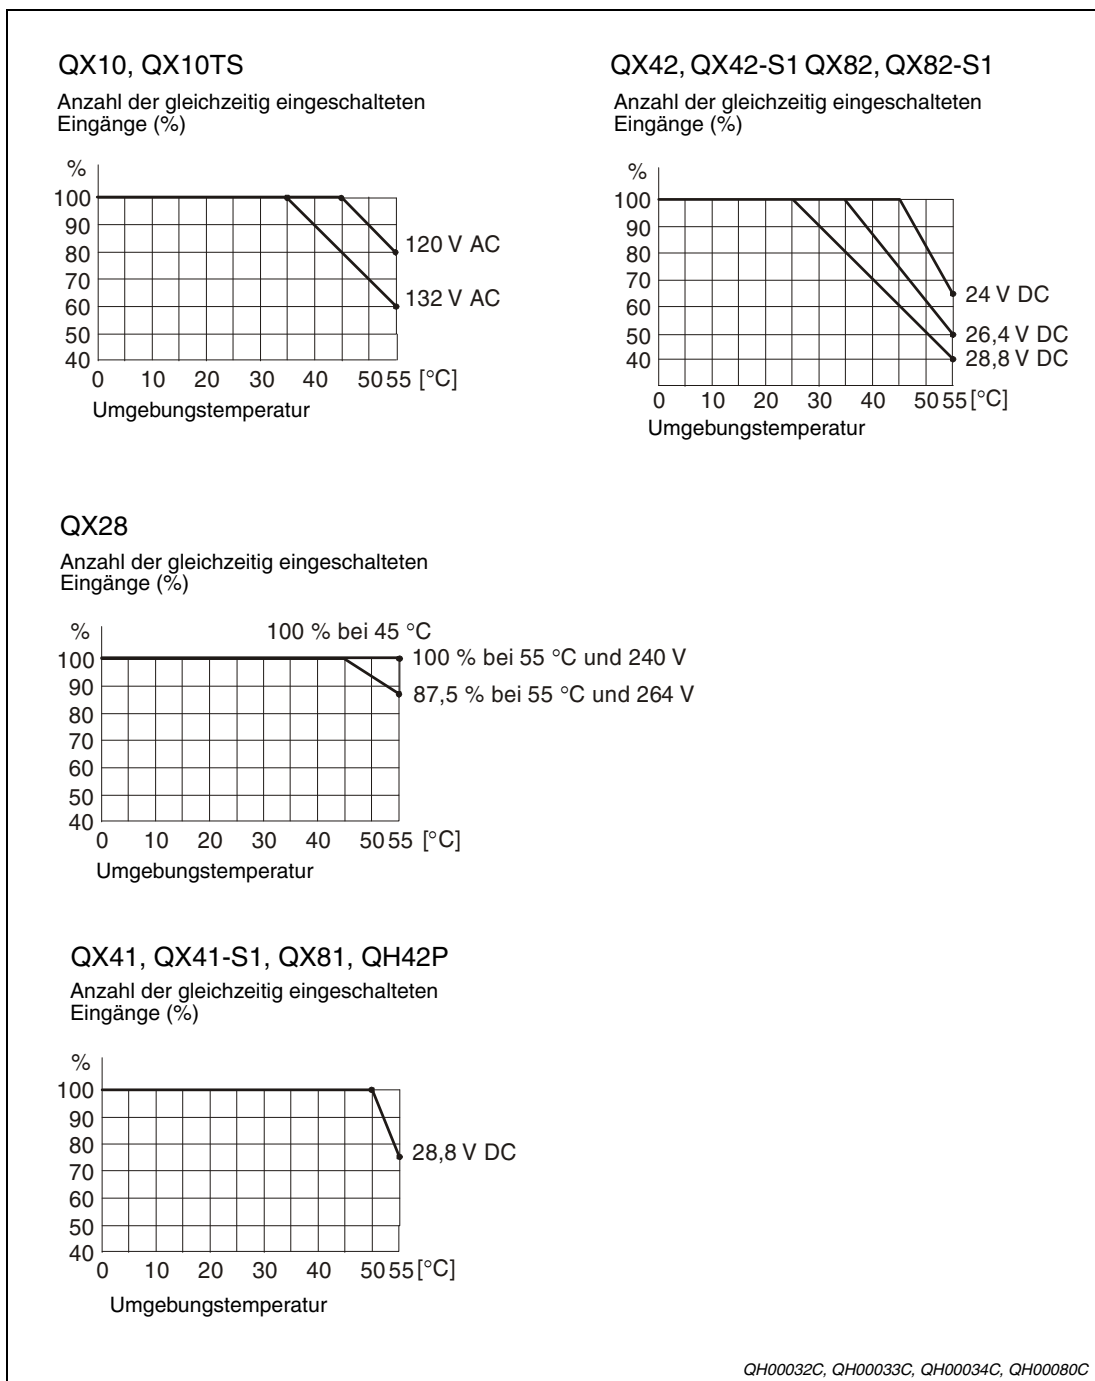 QX10, QX10TS
Anzahl der gleichzeitig eingeschalteten
Eingänge (%)
%
100
90
80
70
60
50
40
120 V AC
132 V AC
0 10 20 30 40 50 55 [°C]
Umgebungstemperatur
QX42, QX42-S1 QX82, QX82-S1
Anzahl der gleichzeitig eingeschalteten
Eingänge (%)
%
100
90
80
70
60
50
40
24 V DC
26,4 V DC
28,8 V DC
0 10 20 30 40 50 55 [°C]
Umgebungstemperatur
QX28
Anzahl der gleichzeitig eingeschalteten
Eingänge (%)
%
100 % bei 45 °C
100
90
80
70
60
50
40
100 % bei 55 °C und 240 V
87,5 % bei 55 °C und 264 V
0 10 20 30 40 50 55 [°C]
Umgebungstemperatur
QX41, QX41-S1, QX81, QH42P
Anzahl der gleichzeitig eingeschalteten
Eingänge (%)
%
100
90
80
70
60
50
40
28,8 V DC
0 10 20 30 40 50 55 [°C]
Umgebungstemperatur
QH00032C, QH00033C, QH00034C, QH00080C